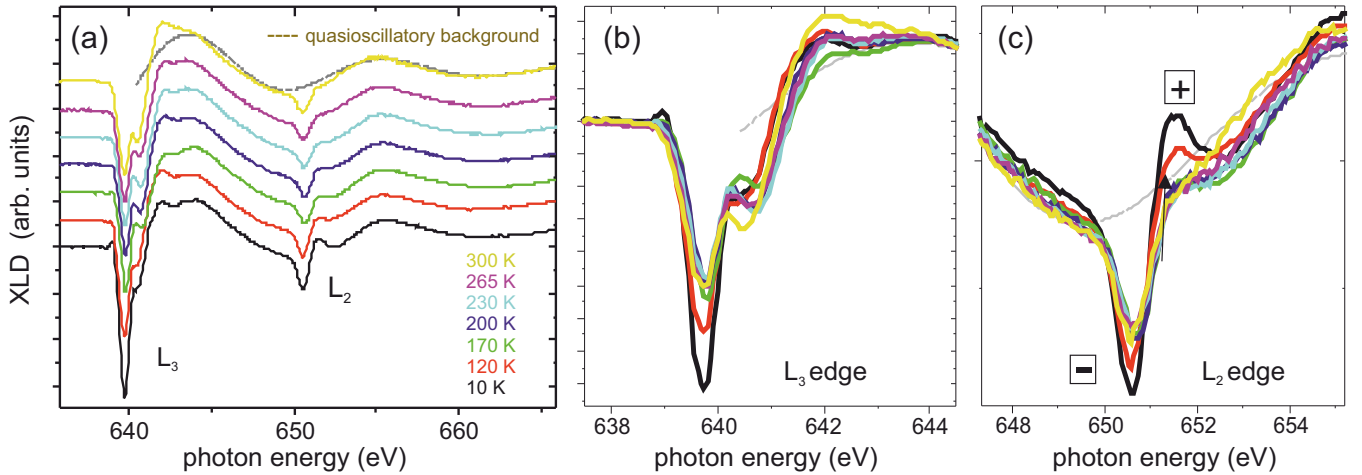 (a)
quasioscillatory background
XLD (arb. units)
L3
L2
300 K
265 K
230 K
200 K
170 K
120 K
10 K
640
650
660
photon energy (eV)
(b)
L3 edge
638
640
642
644
photon energy (eV)
(c)
+
-
L2 edge
648
650
652
654
photon energy (eV)